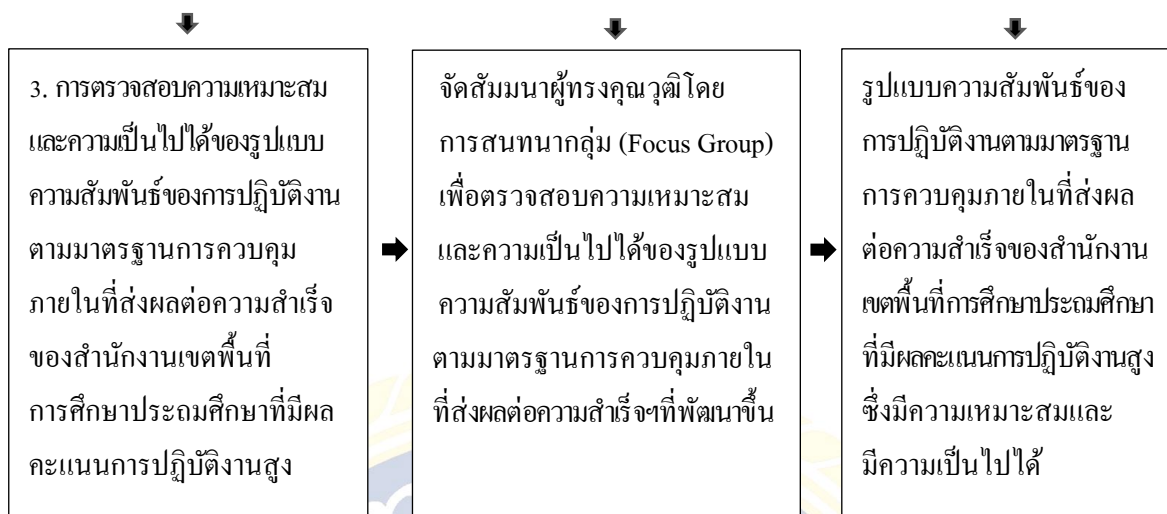 3. การตรวจสอบความเหมาะสม
และความเป็นไปได้ของรูปแบบ
ความสัมพันธ์ของการปฏิบัติงาน
ตามมาตรฐานการควบคุม
ภายในที่ส่งผลต่อความสำเร็จ
ของสำนักงานเขตพื้นที่
การศึกษาประถมศึกษาที่มีผล
คะแนนการปฏิบัติงานสูง
จัดสัมมนาผู้ทรงคุณวุฒิโดย
การสนทนากลุ่ม (Focus Group)
เพื่อตรวจสอบความเหมาะสม
และความเป็นไปได้ของรูปแบบ
ความสัมพันธ์ของการปฏิบัติงาน
ตามมาตรฐานการควบคุมภายใน
ที่ส่งผลต่อความสำเร็จฯที่พัฒนาขึ้น
รูปแบบความสัมพันธ์ของ
การปฏิบัติงานตามมาตรฐาน
การควบคุมภายในที่ส่งผล
ต่อความสำเร็จของสำนักงาน
เขตพื้นที่การศึกษาประถมศึกษา
ที่มีผลคะแนนการปฏิบัติงานสูง
ซึ่งมีความเหมาะสมและ
มีความเป็นไปได้